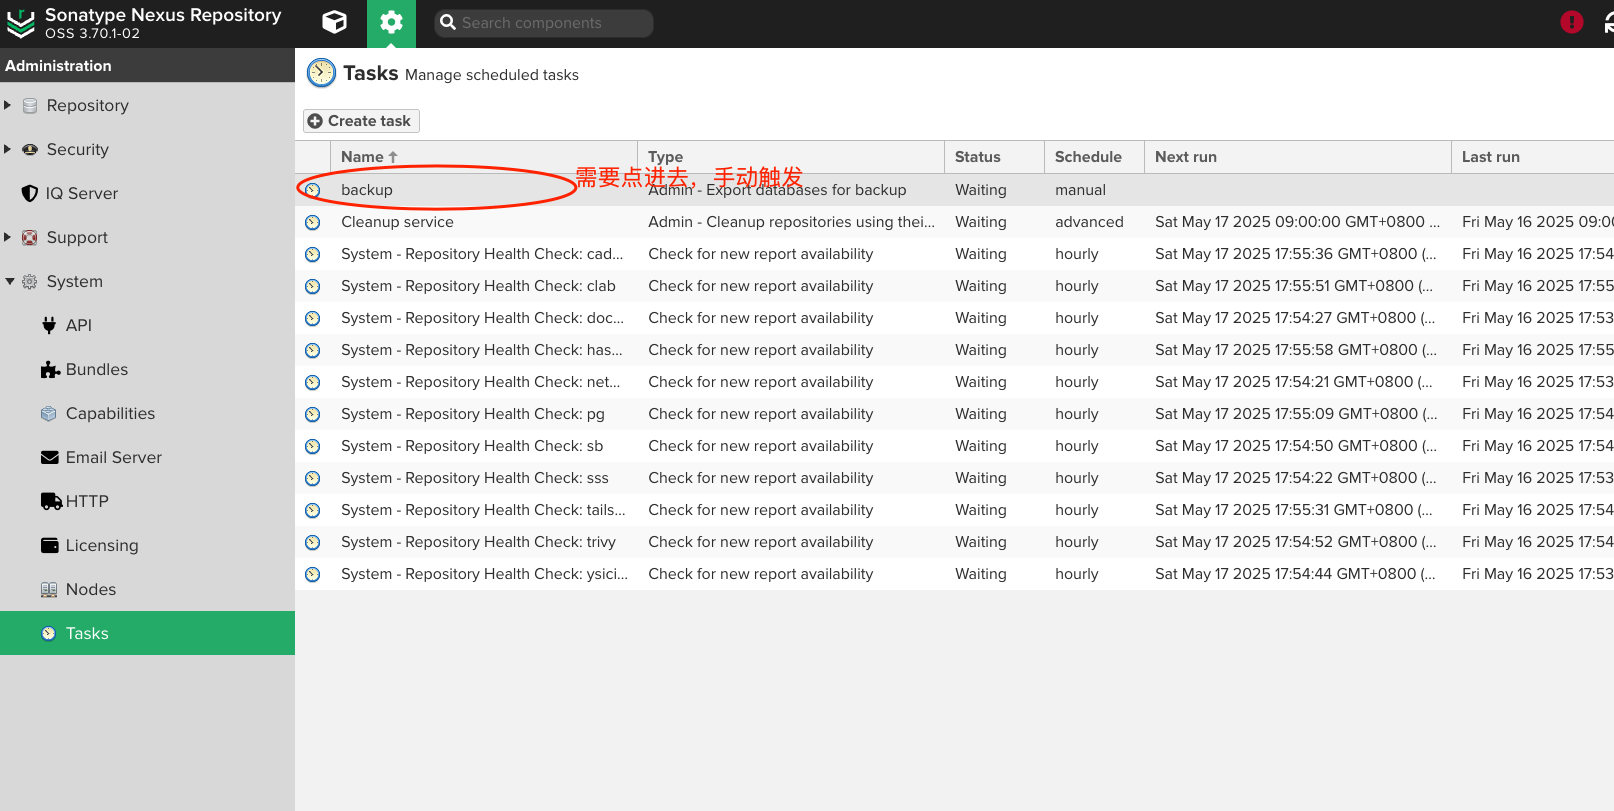 Sonatype Nexus Repository
OSS 3.70.1-02
Search components
Administration
Repository
Security
IQ Server
Support
System
API
Bundles
Capabilities
Email Server
HTTP
Licensing
Nodes
Tasks
Tasks Manage scheduled tasks
Create task
Name Type Status Schedule Next run Last run
需要点进去，手动触发
backup Admin - Export databases for backup Waiting manual
Cleanup service Admin - Cleanup repositories using thei... Waiting advanced Sat May 17 2025 09:00:00 GMT+0800 ... Fri May 16 2025 09:0
System - Repository Health Check: cad... Check for new report availability Waiting hourly Sat May 17 2025 17:55:36 GMT+0800 (... Fri May 16 2025 17:54
System - Repository Health Check: clab Check for new report availability Waiting hourly Sat May 17 2025 17:55:51 GMT+0800 (... Fri May 16 2025 17:55
System - Repository Health Check: doc... Check for new report availability Waiting hourly Sat May 17 2025 17:54:27 GMT+0800 (... Fri May 16 2025 17:53
System - Repository Health Check: has... Check for new report availability Waiting hourly Sat May 17 2025 17:55:58 GMT+0800 (... Fri May 16 2025 17:55
System - Repository Health Check: net... Check for new report availability Waiting hourly Sat May 17 2025 17:54:21 GMT+0800 (... Fri May 16 2025 17:53
System - Repository Health Check: pg Check for new report availability Waiting hourly Sat May 17 2025 17:55:09 GMT+0800 (... Fri May 16 2025 17:54
System - Repository Health Check: sb Check for new report availability Waiting hourly Sat May 17 2025 17:54:50 GMT+0800 (... Fri May 16 2025 17:54
System - Repository Health Check: sss Check for new report availability Waiting hourly Sat May 17 2025 17:54:22 GMT+0800 (... Fri May 16 2025 17:53
System - Repository Health Check: tails... Check for new report availability Waiting hourly Sat May 17 2025 17:55:31 GMT+0800 (... Fri May 16 2025 17:54
System - Repository Health Check: trivy Check for new report availability Waiting hourly Sat May 17 2025 17:54:52 GMT+0800 (... Fri May 16 2025 17:54
System - Repository Health Check: ysici... Check for new report availability Waiting hourly Sat May 17 2025 17:54:44 GMT+0800 (... Fri May 16 2025 17:53